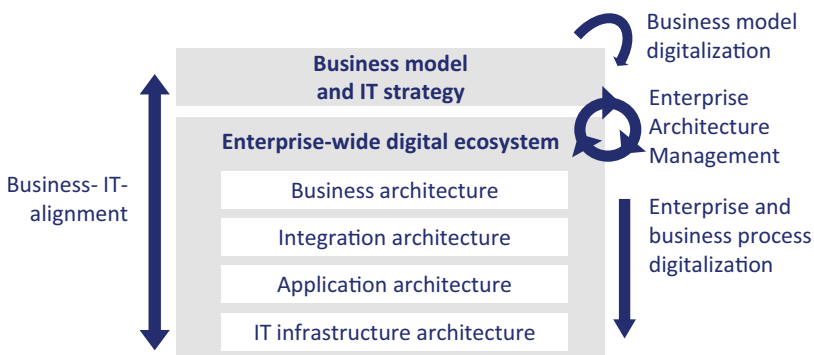 Business model
digitalization
Business model
and IT strategy
Enterprise
Architecture
Management
Enterprise-wide digital ecosystem
Business- IT-
alignment
Business architecture
Integration architecture
Application architecture
IT infrastructure architecture
Enterprise and
business process
digitalization